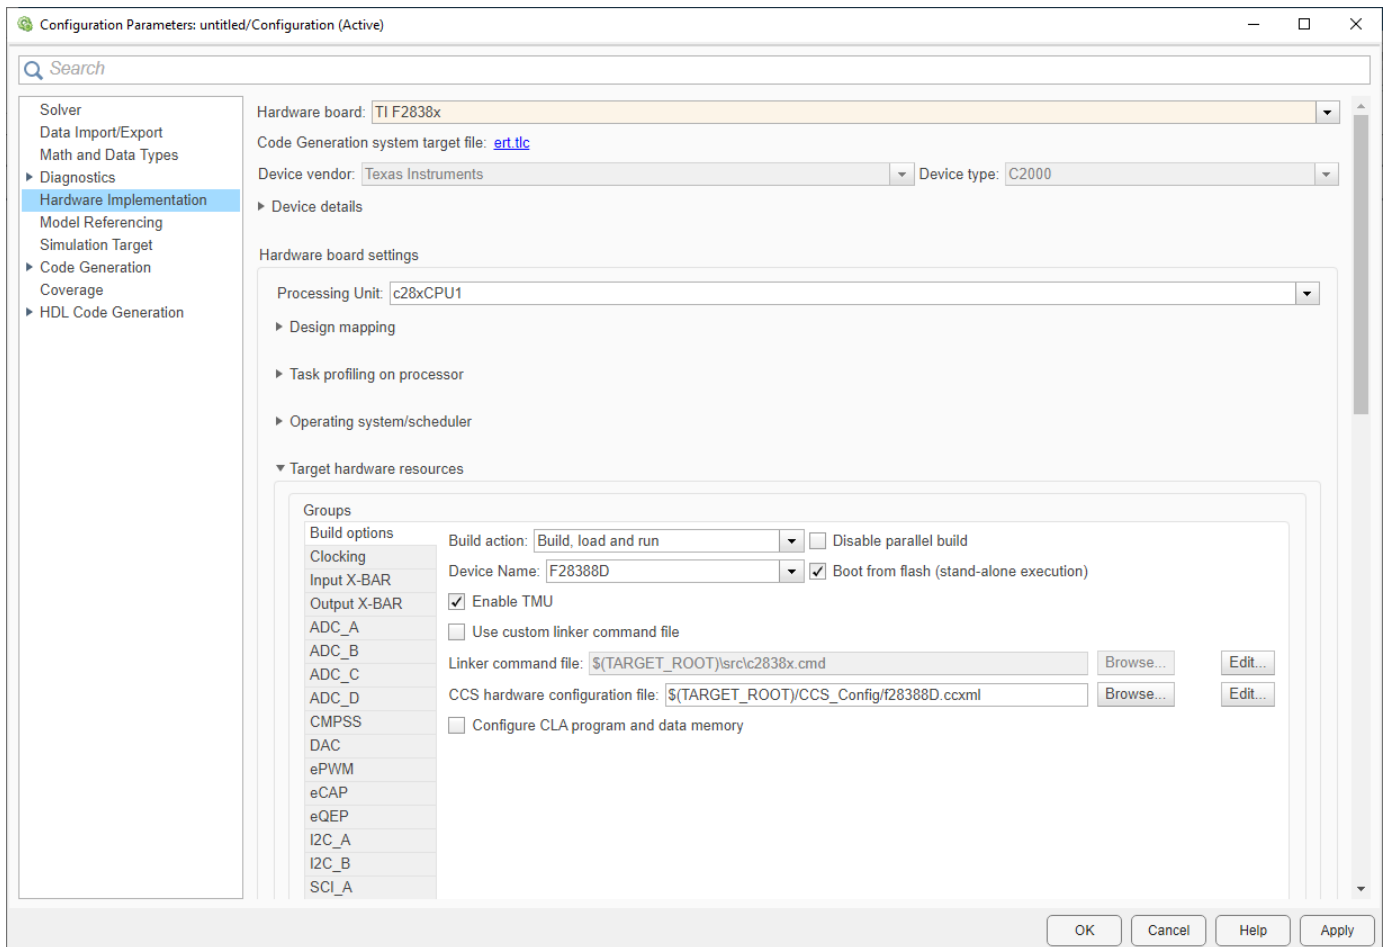 Configuration Parameters: untitled/Configuration (Active)
Search
Solver
Data Import/Export
Math and Data Types
Diagnostics
Hardware Implementation
Model Referencing
Simulation Target
Code Generation
Coverage
HDL Code Generation
Hardware board: TI F2838x
Code Generation system target file: ert.tlc
Device vendor: Texas Instruments Device type: C2000
Device details
Hardware board settings
Processing Unit: c28xCPU1
Design mapping
Task profiling on processor
Operating system/scheduler
Target hardware resources
Groups
Build options
Clocking
Input X-BAR
Output X-BAR
ADC_A
ADC_B
ADC_C
ADC_D
CMPSS
DAC
ePWM
eCAP
eQEP
I2C_A
I2C_B
SCI_A
Build action: Build, load and run Disable parallel build
Device Name: F28388D Boot from flash (stand-alone execution)
Enable TMU
Use custom linker command file
Linker command file: $(TARGET_ROOT)\src\c2838x.cmd Browse... Edit...
CCS hardware configuration file: $(TARGET_ROOT)/CCS_Config/f28388D.ccxml Browse... Edit...
Configure CLA program and data memory
OK Cancel Help Apply